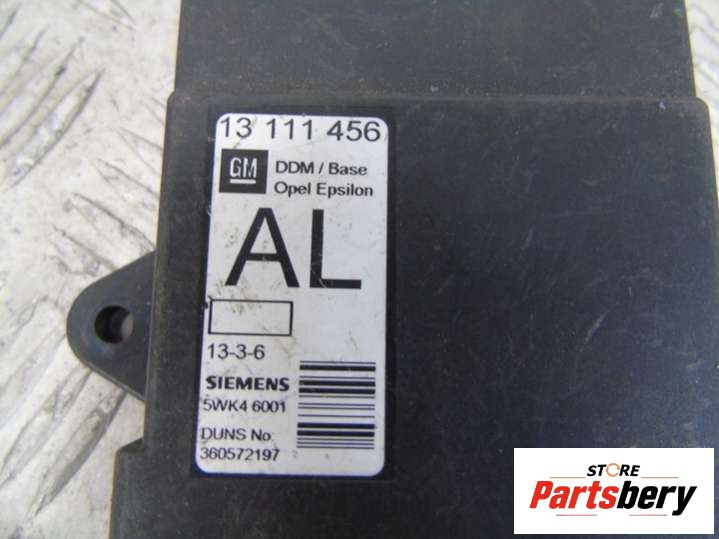 13 111 456
GM
DDM / Base
Opel Epsilon
AL
13-3-6
SIEMENS
5WK4 6001
DUNS No:
360572197
STORE
Partsbery